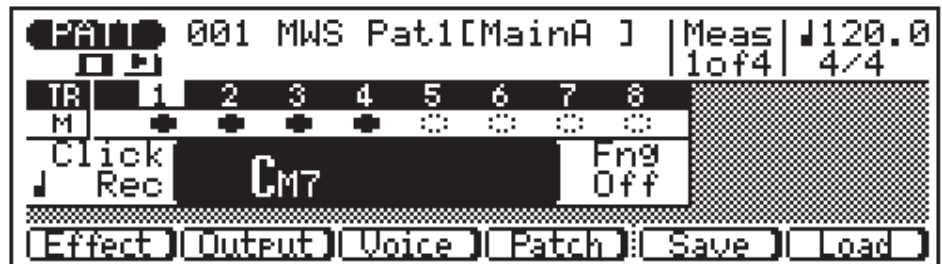 PATT 001 MWS Pat1[MainA ] Meas ♩120.0
1of4 4/4
TR 1 2 3 4 5 6 7 8
M
Click Fng
♩ Rec CM7 Off
Effect Output Voice Patch Save Load